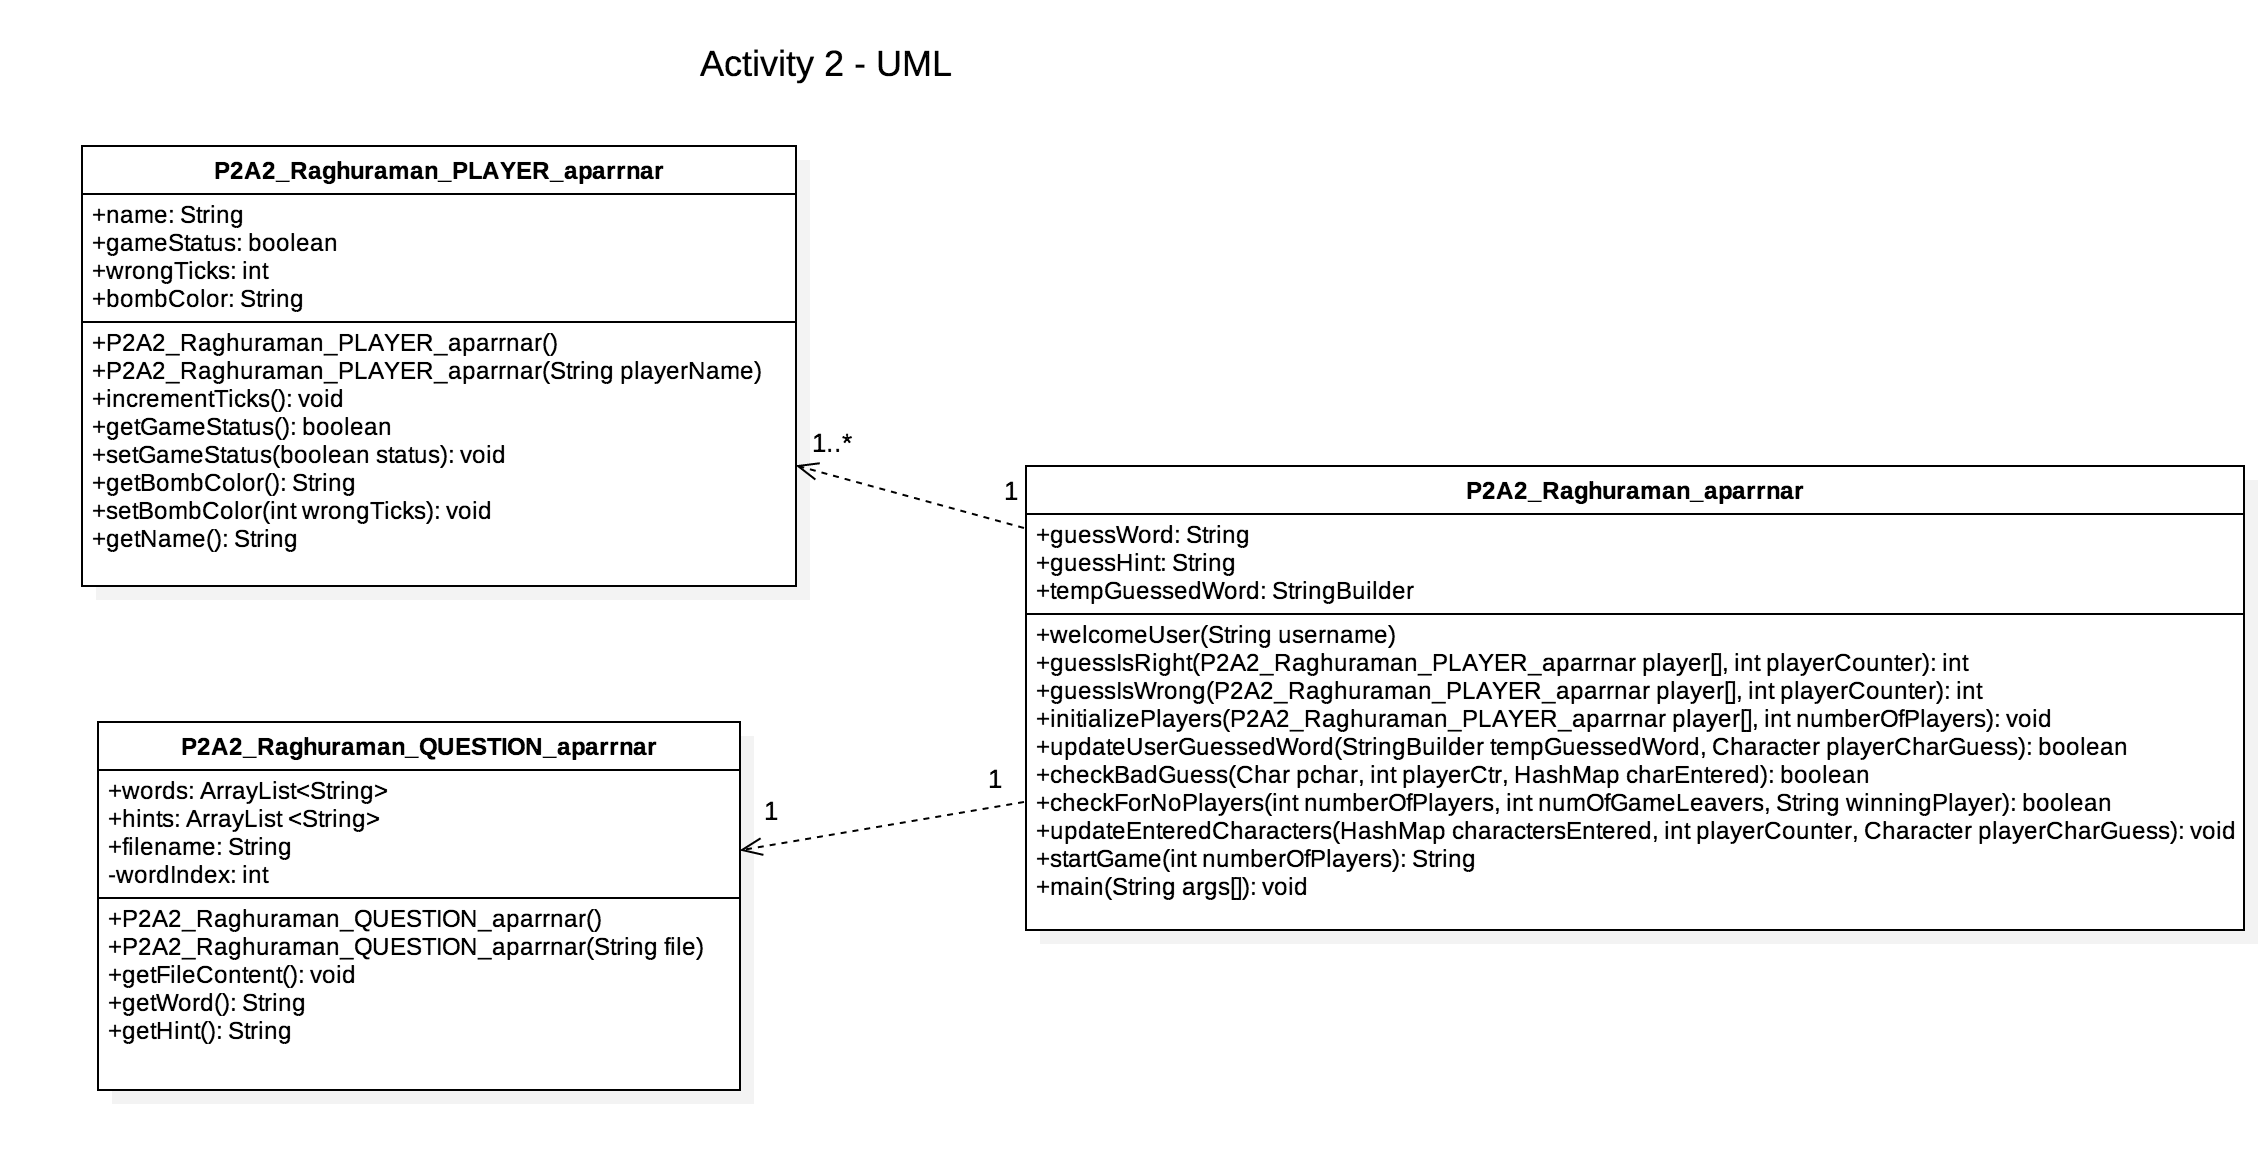 Activity 2 - UML
P2A2_Raghuraman_PLAYER_aparrnar
+name: String
+gameStatus: boolean
+wrongTicks: int
+bombColor: String
+P2A2_Raghuraman_PLAYER_aparrnar()
+P2A2_Raghuraman_PLAYER_aparrnar(String playerName)
+incrementTicks(): void
+getGameStatus(): boolean
+setGameStatus(boolean status): void
+getBombColor(): String
+setBombColor(int wrongTicks): void
+getName(): String
1..*
1
P2A2_Raghuraman_aparrnar
+guessWord: String
+guessHint: String
+tempGuessedWord: StringBuilder
+welcomeUser(String username)
+guessIsRight(P2A2_Raghuraman_PLAYER_aparrnar player[], int playerCounter): int
+guessIsWrong(P2A2_Raghuraman_PLAYER_aparrnar player[], int playerCounter): int
+initializePlayers(P2A2_Raghuraman_PLAYER_aparrnar player[], int numberOfPlayers): void
+updateUserGuessedWord(StringBuilder tempGuessedWord, Character playerCharGuess): boolean
+checkBadGuess(Char pchar, int playerCtr, HashMap charEntered): boolean
+checkForNoPlayers(int numberOfPlayers, int numOfGameLeavers, String winningPlayer): boolean
+updateEnteredCharacters(HashMap charactersEntered, int playerCounter, Character playerCharGuess): void
+startGame(int numberOfPlayers): String
+main(String args[]): void
1
1
P2A2_Raghuraman_QUESTION_aparrnar
+words: ArrayList<String>
+hints: ArrayList <String>
+filename: String
-wordIndex: int
+P2A2_Raghuraman_QUESTION_aparrnar()
+P2A2_Raghuraman_QUESTION_aparrnar(String file)
+getFileContent(): void
+getWord(): String
+getHint(): String